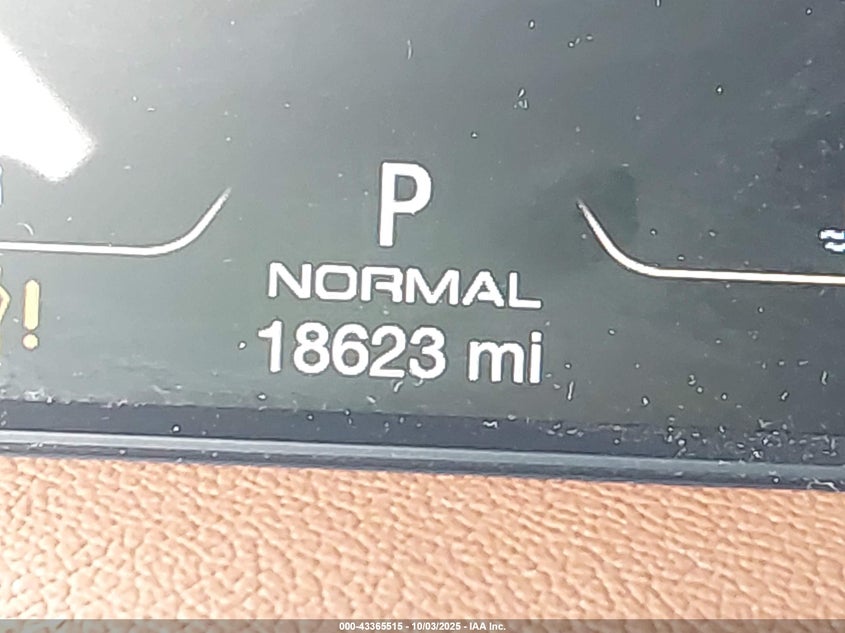 P
NORMAL
18623 mi
!
000-43365515 - 10/03/2025 - IAA Inc.